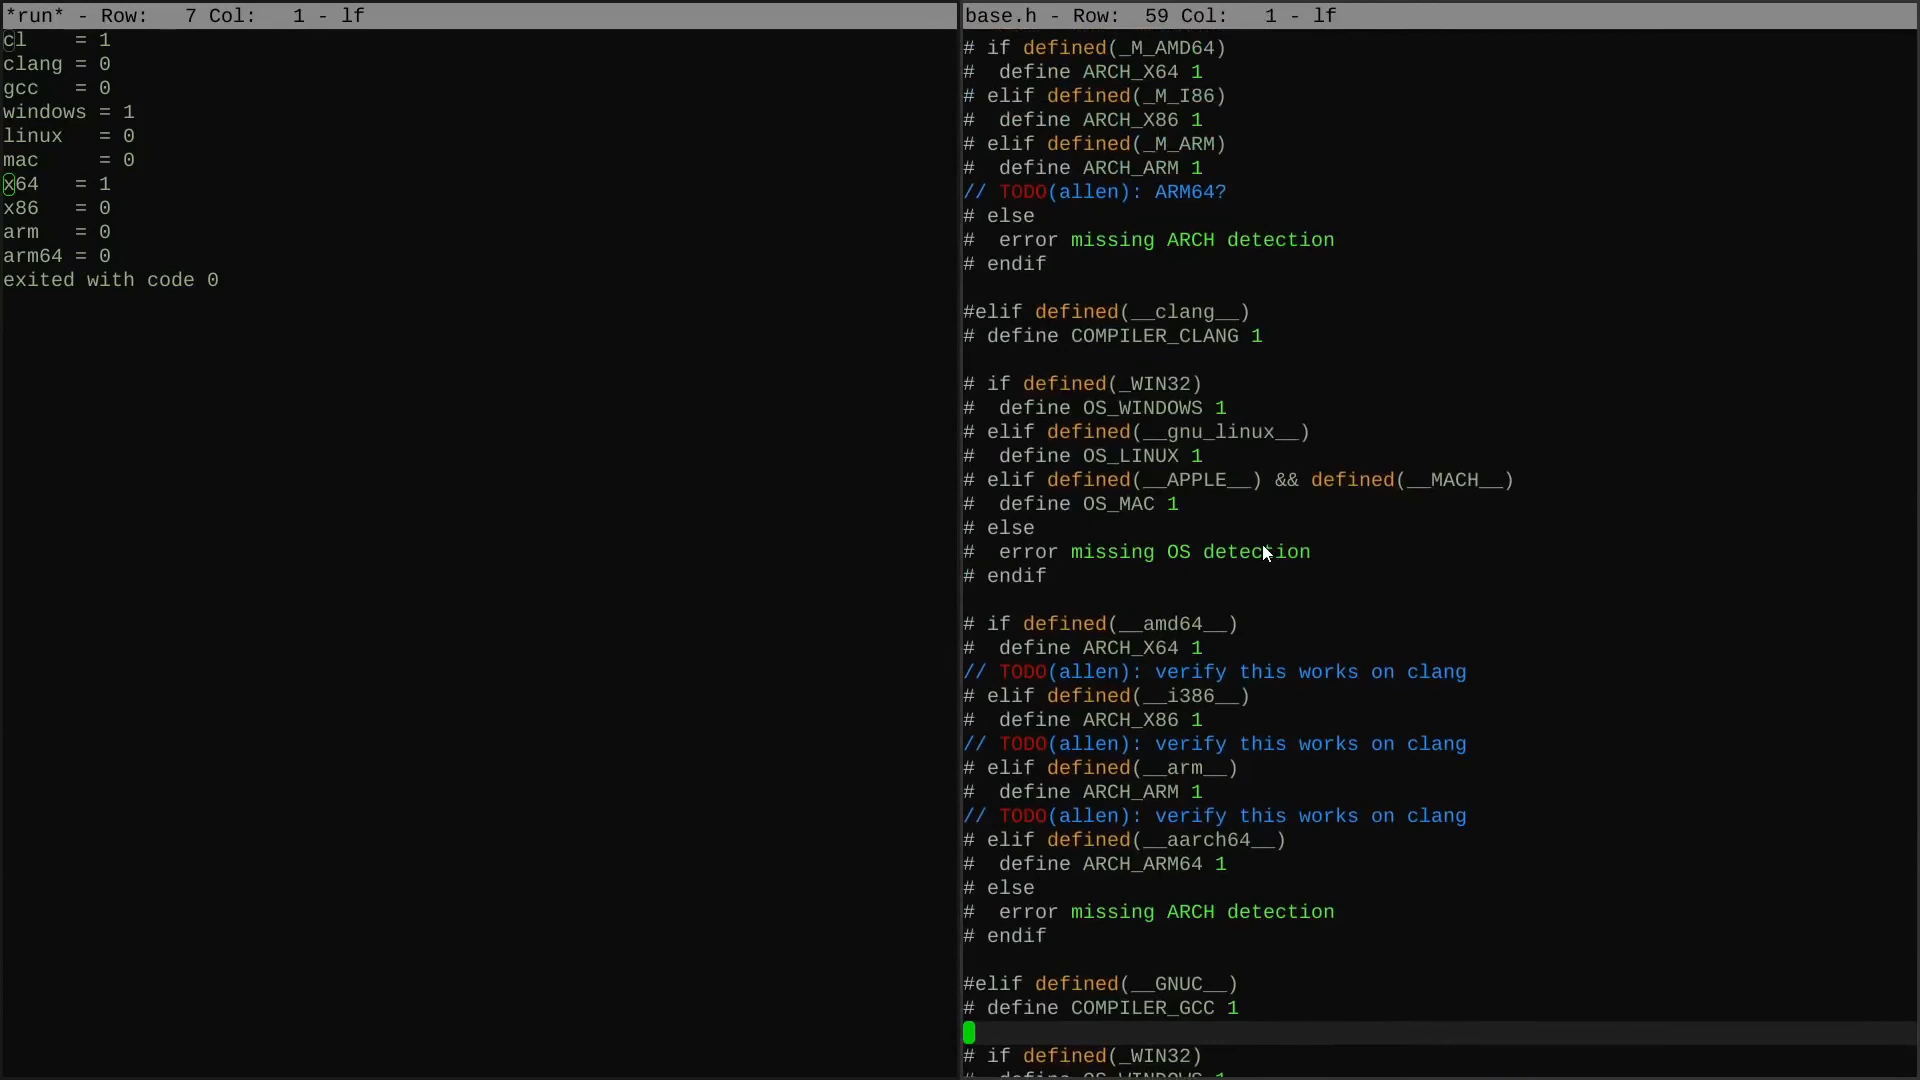 *run* - Row:   7 Col:   1 - lf
cl    = 1
clang = 0
gcc   = 0
windows = 1
linux   = 0
mac     = 0
x64   = 1
x86   = 0
arm   = 0
arm64 = 0
exited with code 0
base.h - Row:  59 Col:   1 - lf
# if defined(_M_AMD64)
#  define ARCH_X64 1
# elif defined(_M_I86)
#  define ARCH_X86 1
# elif defined(_M_ARM)
#  define ARCH_ARM 1
// TODO(allen): ARM64?
# else
#  error missing ARCH detection
# endif
#elif defined(__clang__)
# define COMPILER_CLANG 1
# if defined(_WIN32)
#  define OS_WINDOWS 1
# elif defined(__gnu_linux__)
#  define OS_LINUX 1
# elif defined(__APPLE__) && defined(__MACH__)
#  define OS_MAC 1
# else
#  error missing OS detection
# endif
# if defined(__amd64__)
#  define ARCH_X64 1
// TODO(allen): verify this works on clang
# elif defined(__i386__)
#  define ARCH_X86 1
// TODO(allen): verify this works on clang
# elif defined(__arm__)
#  define ARCH_ARM 1
// TODO(allen): verify this works on clang
# elif defined(__aarch64__)
#  define ARCH_ARM64 1
# else
#  error missing ARCH detection
# endif
#elif defined(__GNUC__)
# define COMPILER_GCC 1
# if defined(_WIN32)
#  define OS_WINDOWS 1